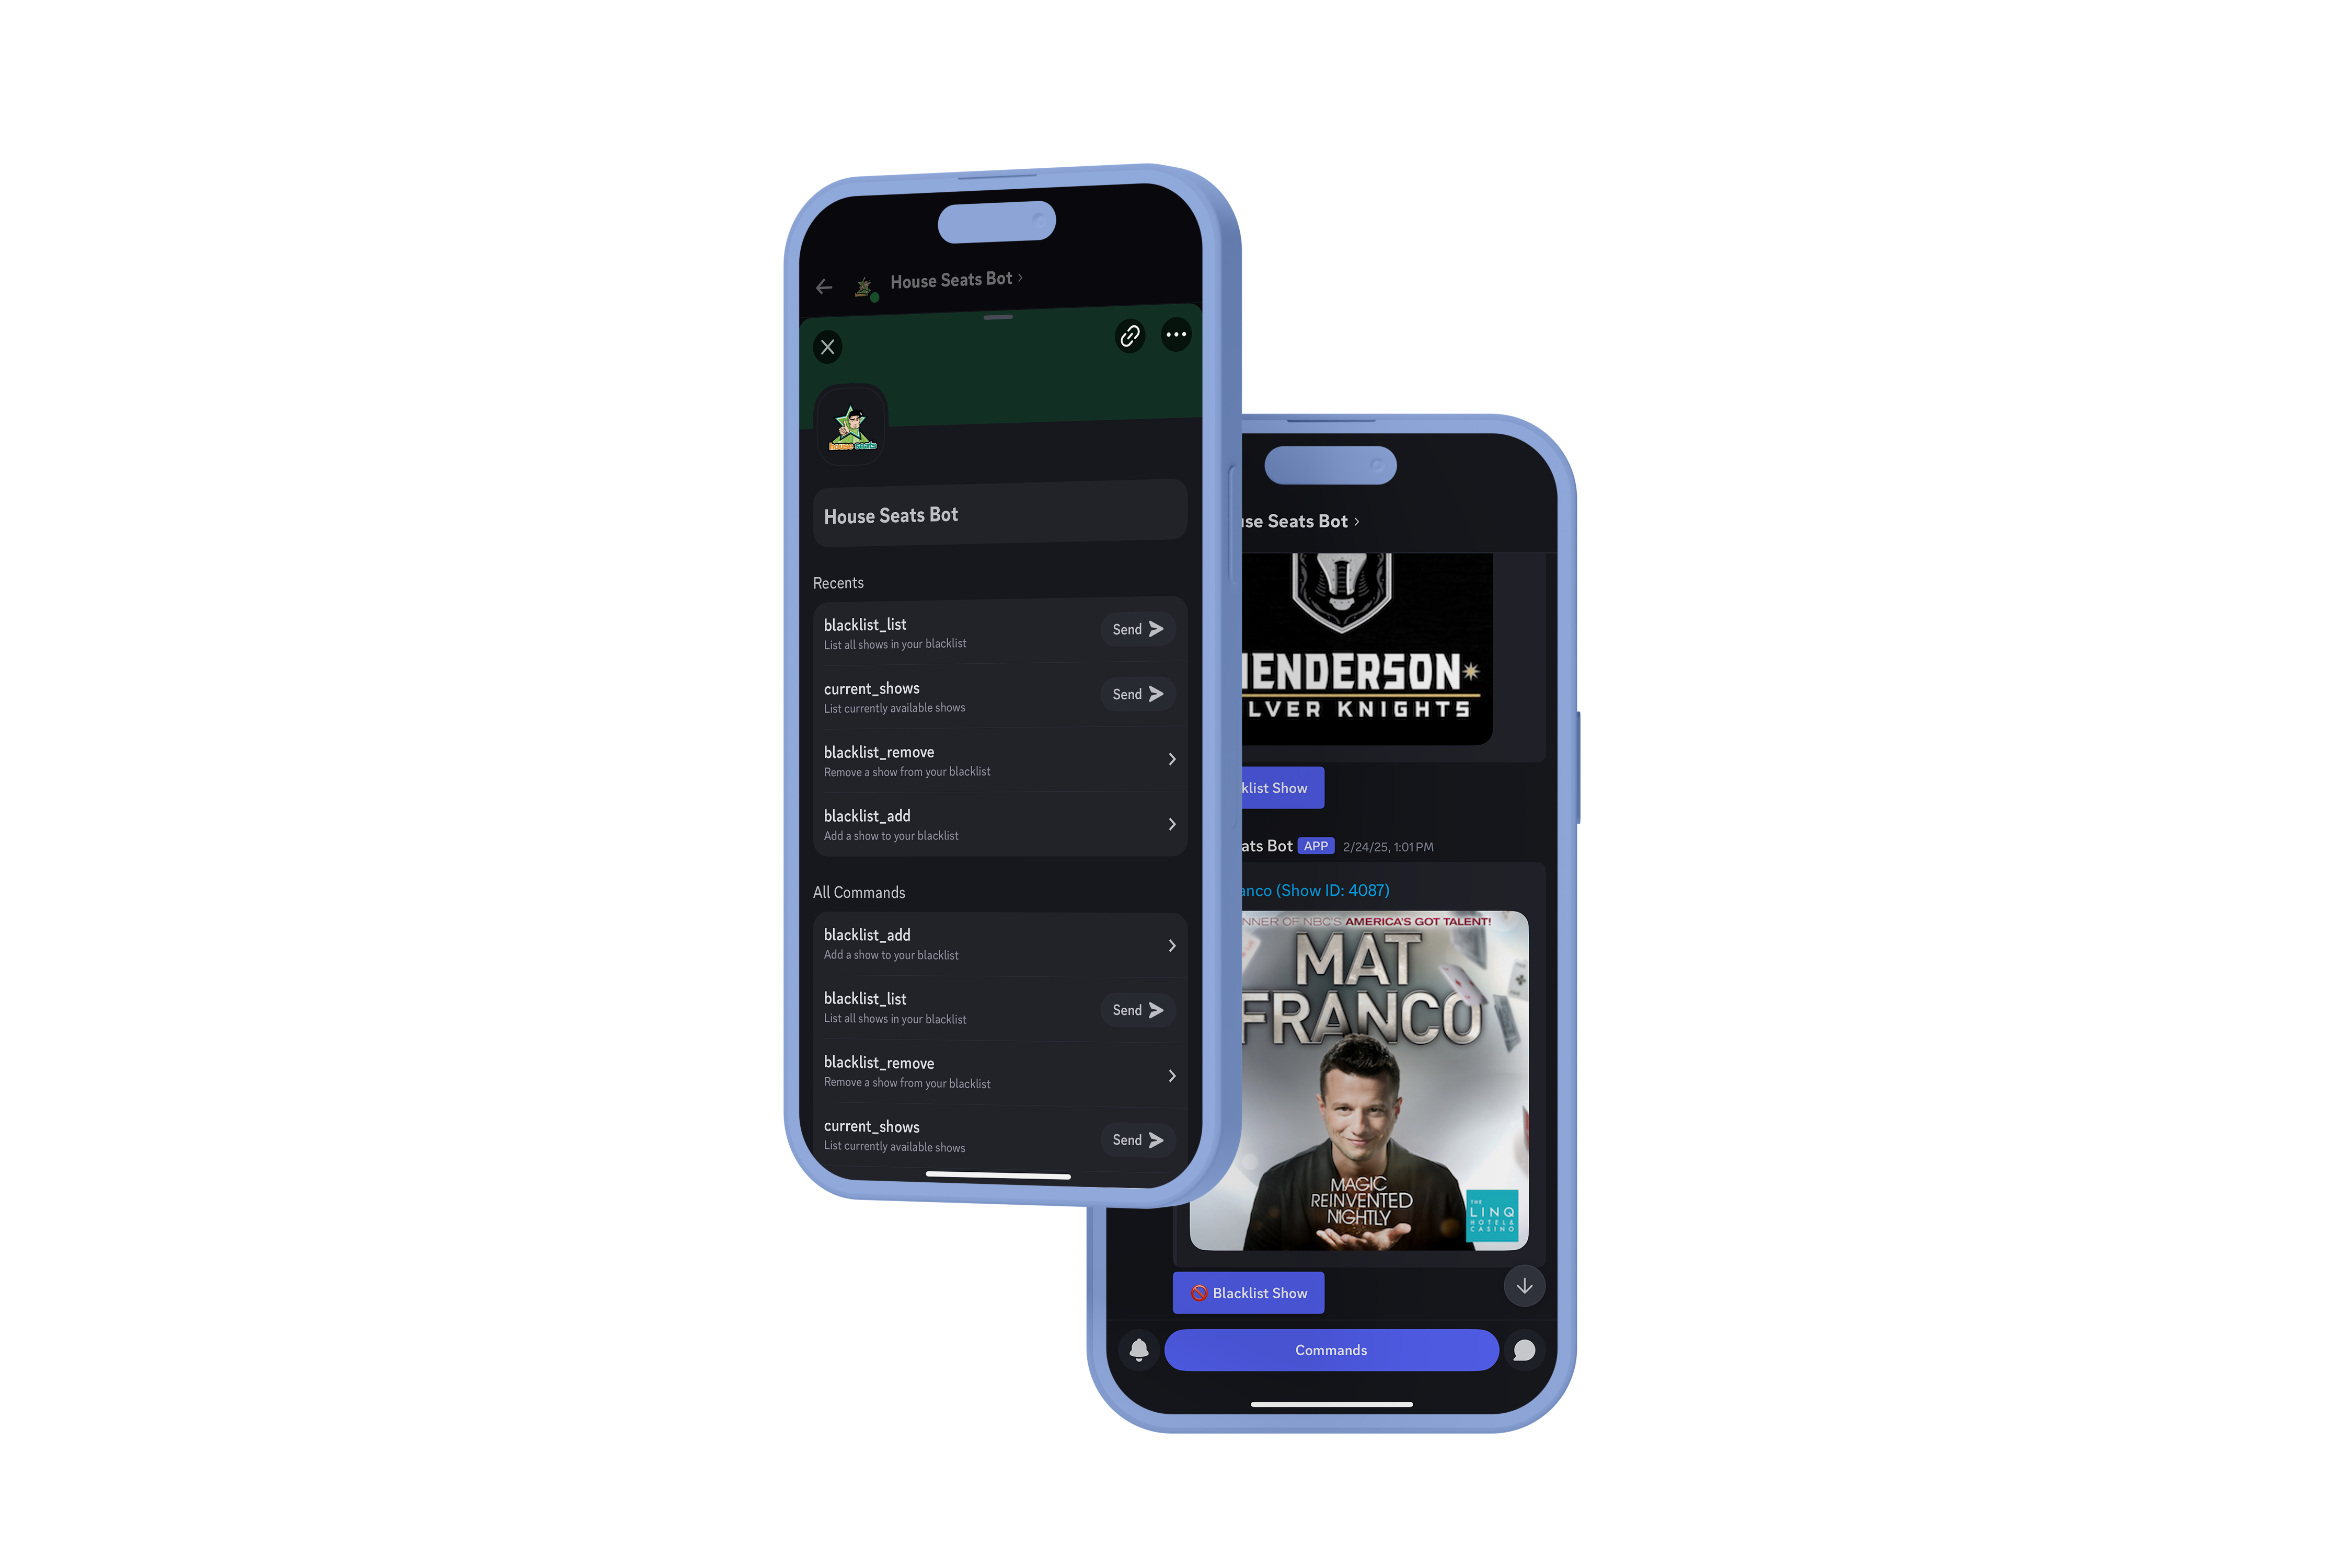 House Seats Bot
house seats
House Seats Bot
Recents
blacklist_list
List all shows in your blacklist
Send
current_shows
List currently available shows
Send
blacklist_remove
Remove a show from your blacklist
blacklist_add
Add a show to your blacklist
All Commands
blacklist_add
Add a show to your blacklist
blacklist_list
List all shows in your blacklist
Send
blacklist_remove
Remove a show from your blacklist
current_shows
List currently available shows
Send
use Seats Bot
ENDERSON
LVER KNIGHTS
klist Show
ats Bot APP 2/24/25, 1:01 PM
anco (Show ID: 4087)
NNER OF NBC'S AMERICA'S GOT TALENT!
MAT
FRANCO
MAGIC
REINVENTED
NIGHTLY
THE
LINQ
HOTEL &
CASINO
Blacklist Show
Commands